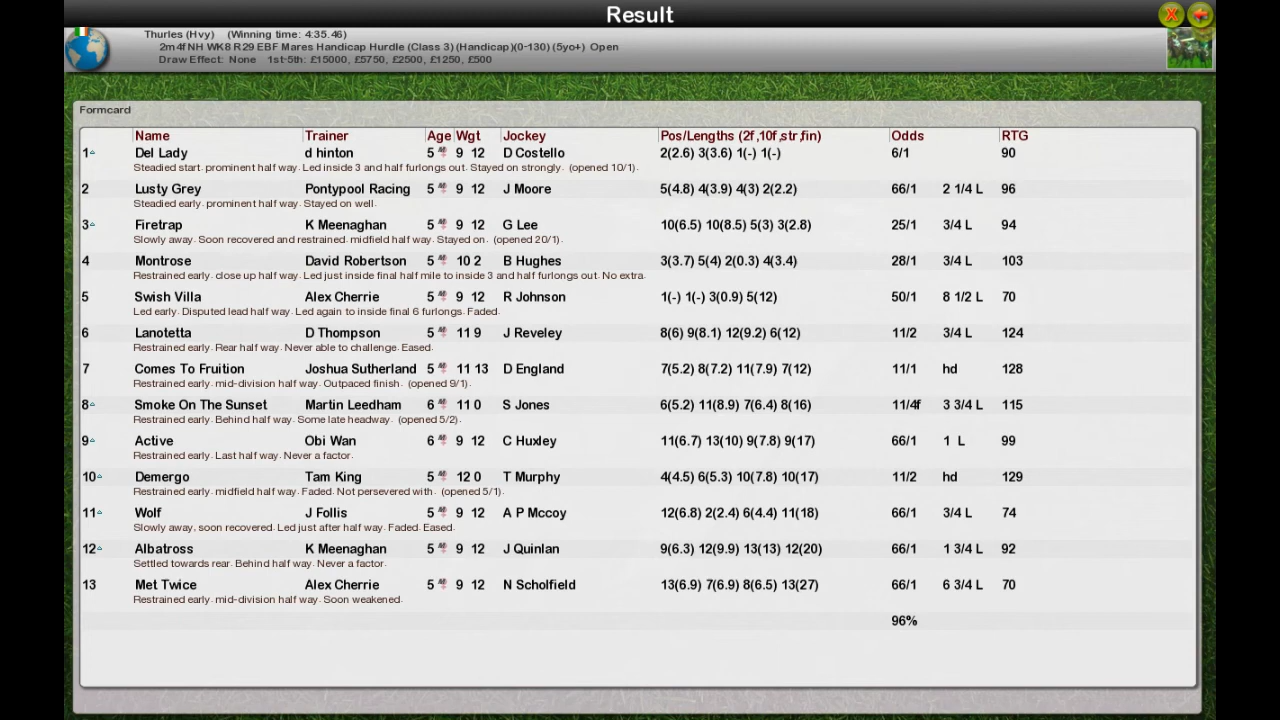 Result
Thurles (Hvy) (Winning time: 4:35.46)
2m4f NH WK8 R29 EBF Mares Handicap Hurdle (Class 3) (Handicap)(0-130) (5yo+) Open
Draw Effect: None 1st-5th: £15000, £5750, £2500, £1250, £500
Formcard
Name Trainer Age Wgt Jockey Pos/Lengths (2f,10f,str,fin) Odds RTG
1 Del Lady d hinton 5 9 12 D Costello 2(2.6) 3(3.6) 1(-) 1(-) 6/1 90
Steadied start. prominent half way. Led inside 3 and half furlongs out. Stayed on strongly. (opened 10/1).
2 Lusty Grey Pontypool Racing 5 9 12 J Moore 5(4.8) 4(3.9) 4(3) 2(2.2) 66/1 2 1/4 L 96
Steadied early. prominent half way. Stayed on well.
3 Firetrap K Meenaghan 5 9 12 G Lee 10(6.5) 10(8.5) 5(3) 3(2.8) 25/1 3/4 L 94
Slowly away. Soon recovered and restrained. midfield half way. Stayed on. (opened 20/1).
4 Montrose David Robertson 5 10 2 B Hughes 3(3.7) 5(4) 2(0.3) 4(3.4) 28/1 3/4 L 103
Restrained early. close up half way. Led just inside final half mile to inside 3 and half furlongs out. No extra.
5 Swish Villa Alex Cherrie 5 9 12 R Johnson 1(-) 1(-) 3(0.9) 5(12) 50/1 8 1/2 L 70
Led early. Disputed lead half way. Led again to inside final 6 furlongs. Faded.
6 Lanotetta D Thompson 5 11 9 J Reveley 8(6) 9(8.1) 12(9.2) 6(12) 11/2 3/4 L 124
Restrained early. Rear half way. Never able to challenge. Eased.
7 Comes To Fruition Joshua Sutherland 5 11 13 D England 7(5.2) 8(7.2) 11(7.9) 7(12) 11/1 hd 128
Restrained early. mid-division half way. Outpaced finish. (opened 9/1).
8 Smoke On The Sunset Martin Leedham 6 11 0 S Jones 6(5.2) 11(8.9) 7(6.4) 8(16) 11/4f 3 3/4 L 115
Restrained early. Behind half way. Some late headway. (opened 5/2).
9 Active Obi Wan 6 9 12 C Huxley 11(6.7) 13(10) 9(7.8) 9(17) 66/1 1 L 99
Restrained early. Last half way. Never a factor.
10 Demergo Tam King 5 12 0 T Murphy 4(4.5) 6(5.3) 10(7.8) 10(17) 11/2 hd 129
Restrained early. midfield half way. Faded. Not persevered with. (opened 5/1).
11 Wolf J Follis 5 9 12 A P Mccoy 12(6.8) 2(2.4) 6(4.4) 11(18) 66/1 3/4 L 74
Slowly away, soon recovered. Led just after half way. Faded. Eased.
12 Albatross K Meenaghan 5 9 12 J Quinlan 9(6.3) 12(9.9) 13(13) 12(20) 66/1 1 3/4 L 92
Settled towards rear. Behind half way. Never a factor.
13 Met Twice Alex Cherrie 5 9 12 N Scholfield 13(6.9) 7(6.9) 8(6.5) 13(27) 66/1 6 3/4 L 70
Restrained early. mid-division half way. Soon weakened.
96%